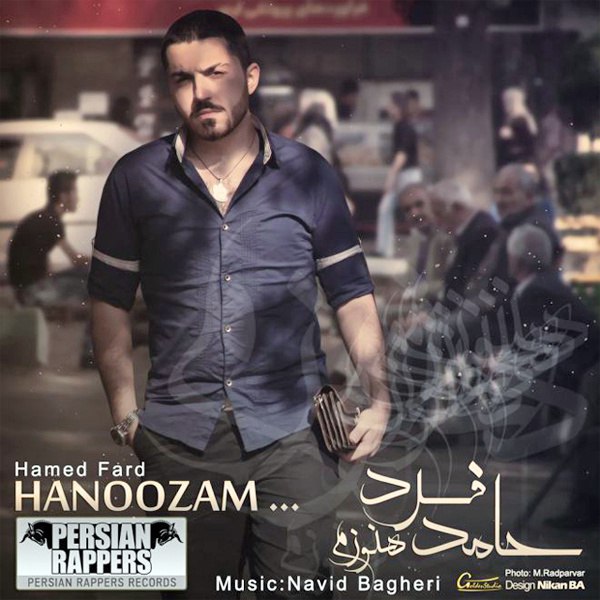 Hamed Fard
HANOOZAM ...
حامد فرد
هنوزم
PERSIAN
RAPPERS
PERSIAN RAPPERS RECORDS
Music:Navid Bagheri
GoldenStudio
Photo: M.Radparvar
Design Nikan BA